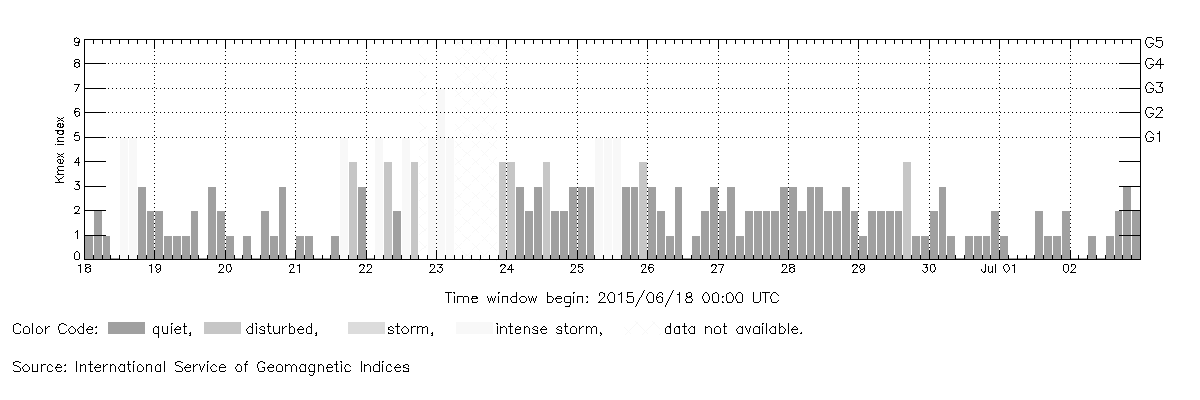 9 G5
8 G4
7 G3
6 G2
5 G1
4
3
2
1
0
Kmex index
18 19 20 21 22 23 24 25 26 27 28 29 30 Jul 01 02
Time window begin: 2015/06/18 00:00 UTC
Color Code: quiet, disturbed, storm, intense storm, data not available.
Source: International Service of Geomagnetic Indices